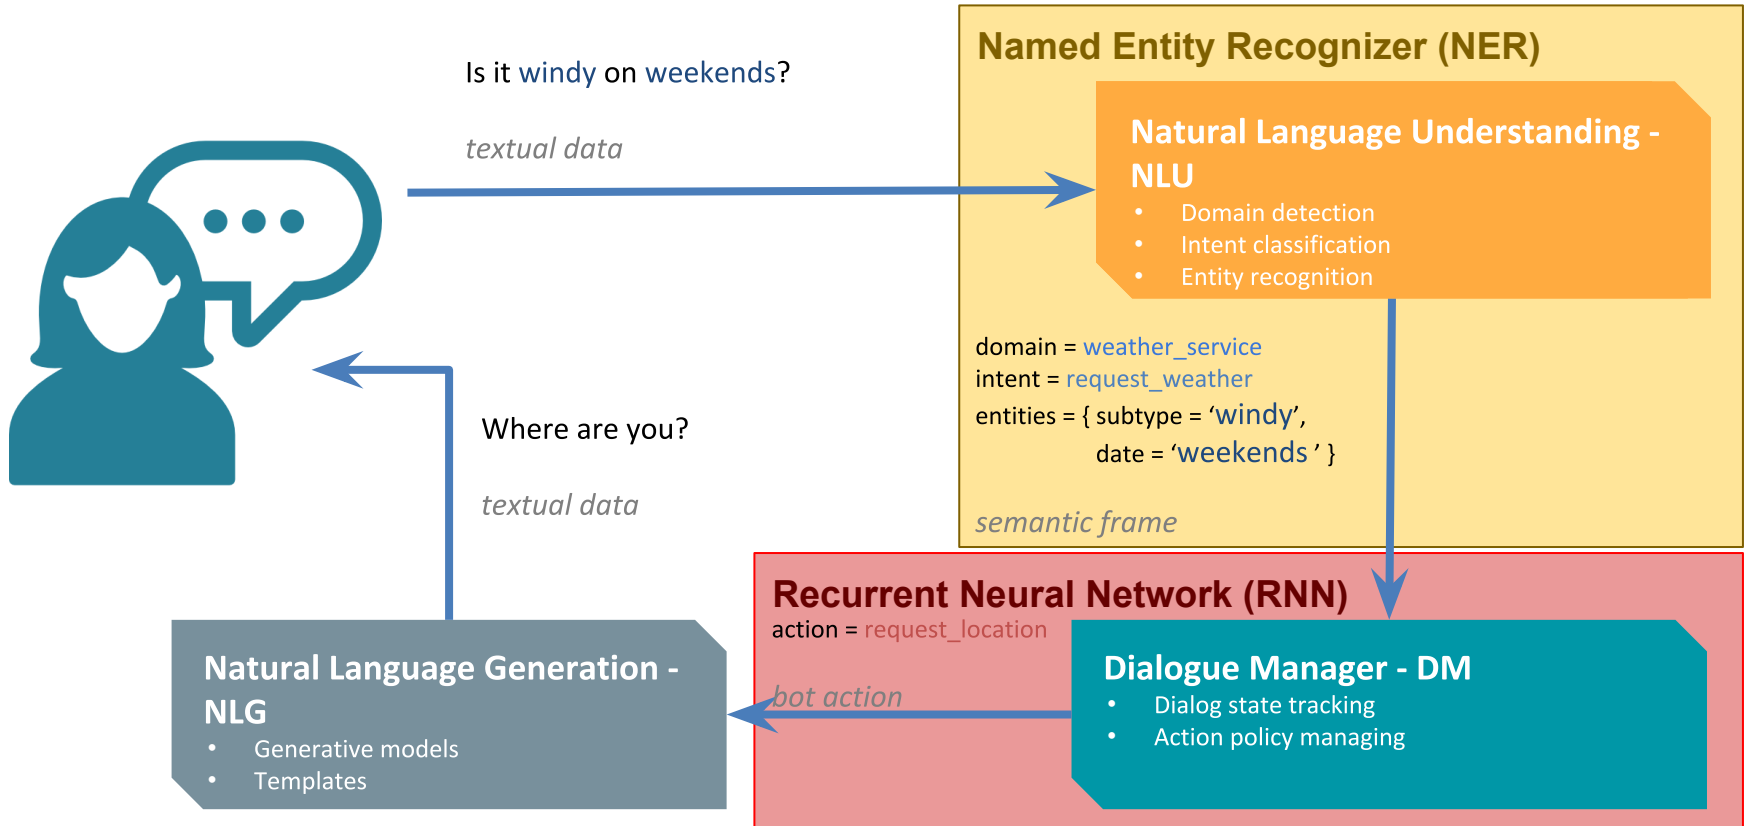 Named Entity Recognizer (NER)
Is it windy on weekends?
textual data
Natural Language Understanding -
NLU
• Domain detection
• Intent classification
• Entity recognition
domain = weather_service
intent = request_weather
entities = { subtype = ‘windy’,
date = ‘weekends ’ }
semantic frame
Where are you?
textual data
Recurrent Neural Network (RNN)
action = request_location
bot action
Dialogue Manager - DM
• Dialog state tracking
• Action policy managing
Natural Language Generation -
NLG
• Generative models
• Templates